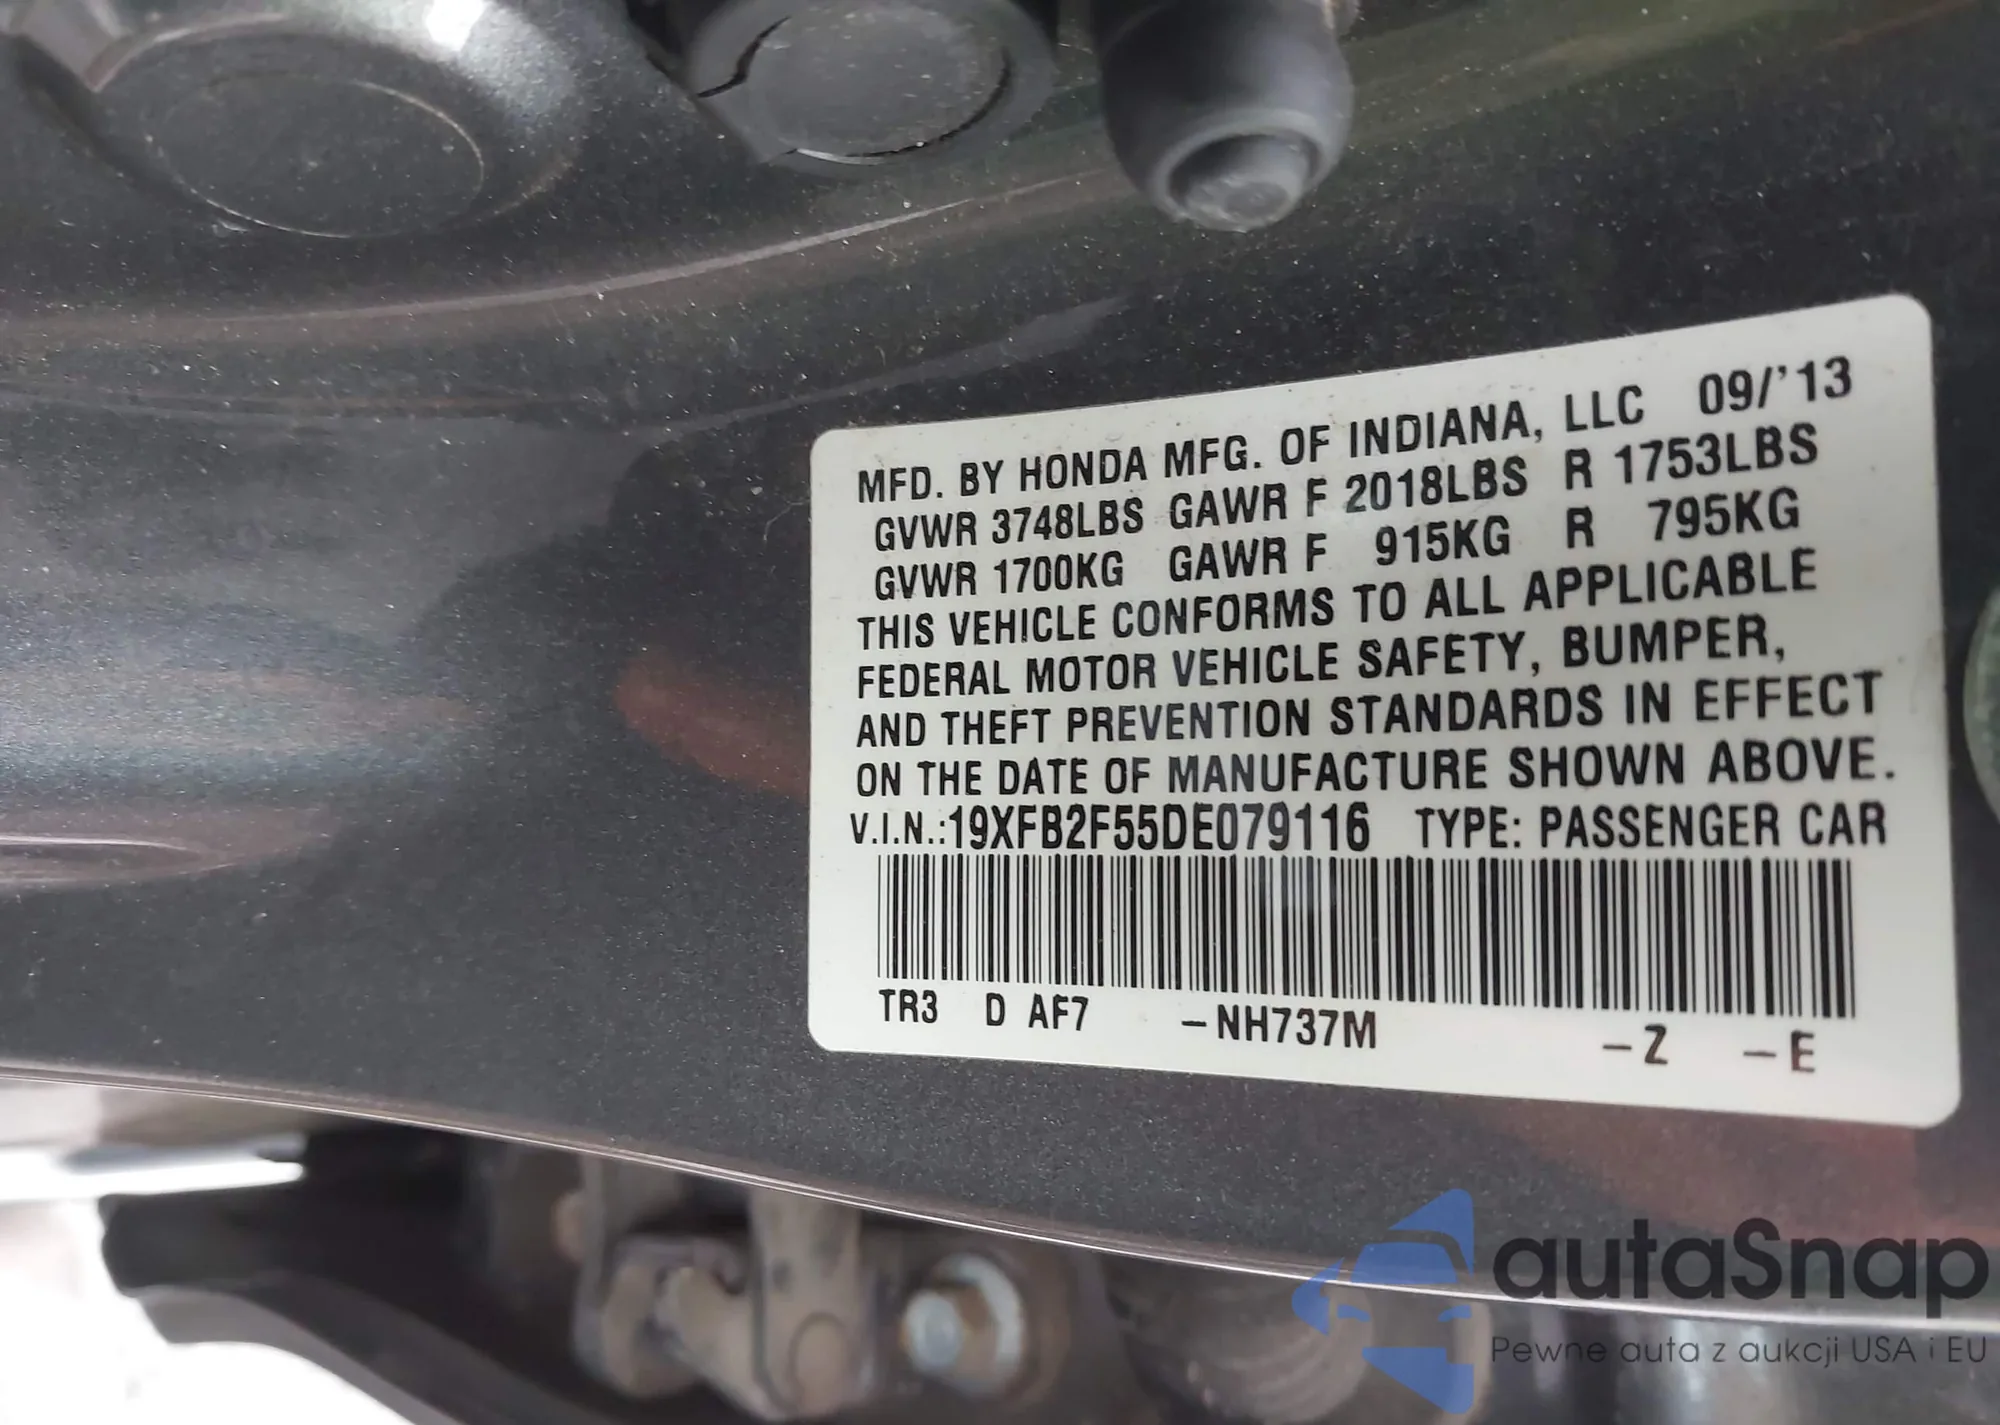 MFD. BY HONDA MFG. OF INDIANA, LLC 09/'13
GVWR 3748LBS GAWR F 2018LBS R 1753LBS
GVWR 1700KG GAWR F 915KG R 795KG
THIS VEHICLE CONFORMS TO ALL APPLICABLE
FEDERAL MOTOR VEHICLE SAFETY, BUMPER,
AND THEFT PREVENTION STANDARDS IN EFFECT
ON THE DATE OF MANUFACTURE SHOWN ABOVE.
V.I.N.:19XFB2F55DE079116 TYPE: PASSENGER CAR
TR3 D AF7 –NH737M –Z –E
autaSnap
Pewne auta z aukcji USA i EU